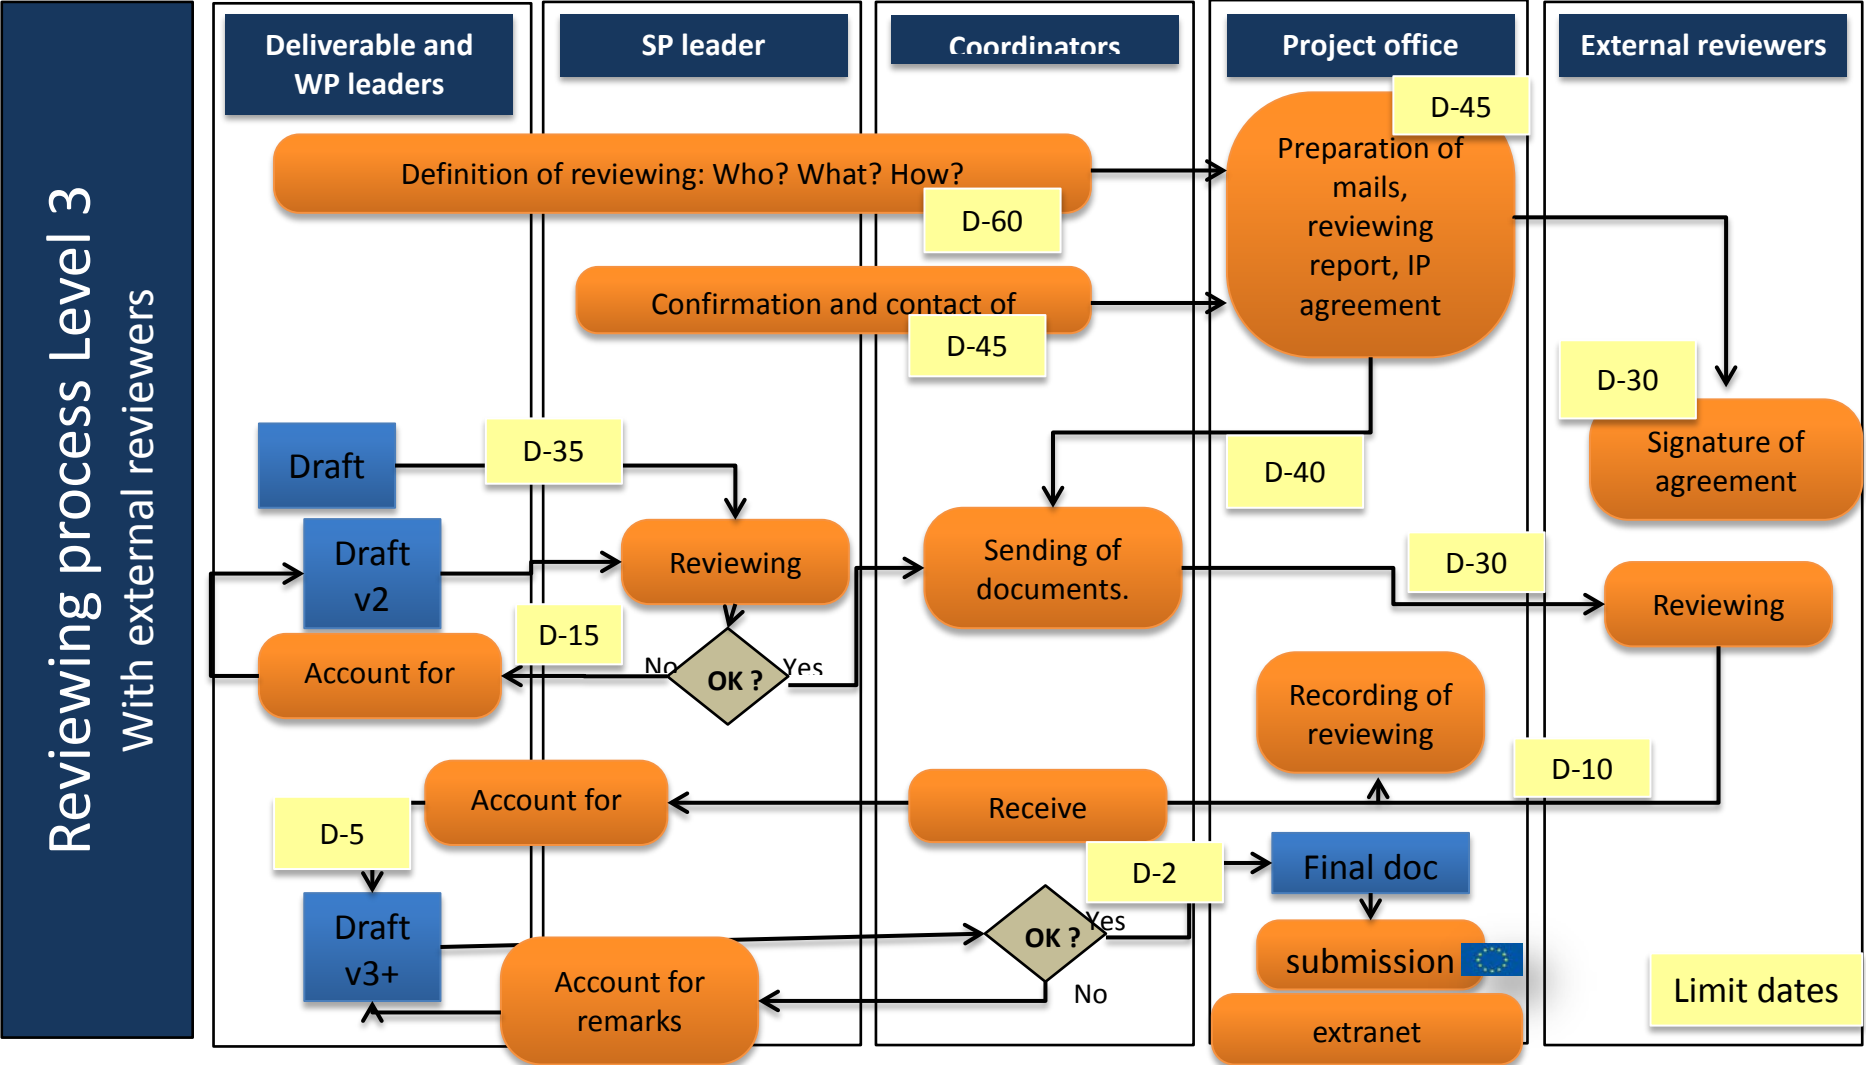 Reviewing process Level 3
With external reviewers
Deliverable and
WP leaders
SP leader
Coordinators
Project office
External reviewers
D-45
Definition of reviewing: Who? What? How?
D-60
Preparation of
mails,
reviewing
report, IP
agreement
Confirmation and contact of
D-45
D-30
Signature of
agreement
Draft
D-35
D-40
Draft
v2
Reviewing
Sending of
documents.
D-30
Reviewing
D-15
Account for
No
OK ?
Yes
Recording of
reviewing
D-10
Account for
Receive
D-5
D-2
Final doc
Draft
v3+
OK ?
Yes
No
submission
Account for
remarks
extranet
Limit dates